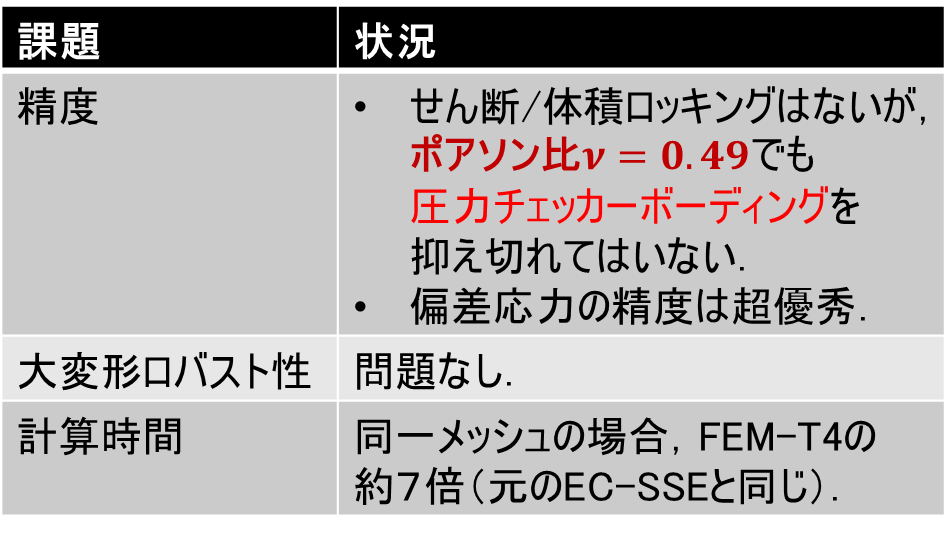 課題
状況
精度
• せん断/体積ロッキングはないが，
ポアソン比ν = 0.49でも
圧力チェッカーボーディングを
抑え切れてはいない．
• 偏差応力の精度は超優秀．
大変形ロバスト性
問題なし．
計算時間
同一メッシュの場合，FEM-T4の
約７倍（元のEC-SSEと同じ）．